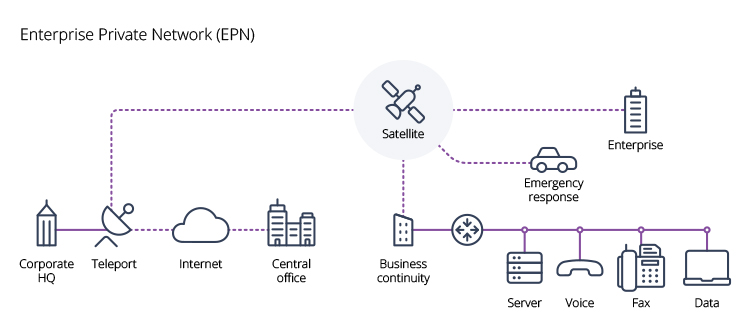 Enterprise Private Network (EPN)
Satellite
Enterprise
Emergency
response
Corporate
HQ
Teleport
Internet
Central
office
Business
continuity
Server
Voice
Fax
Data